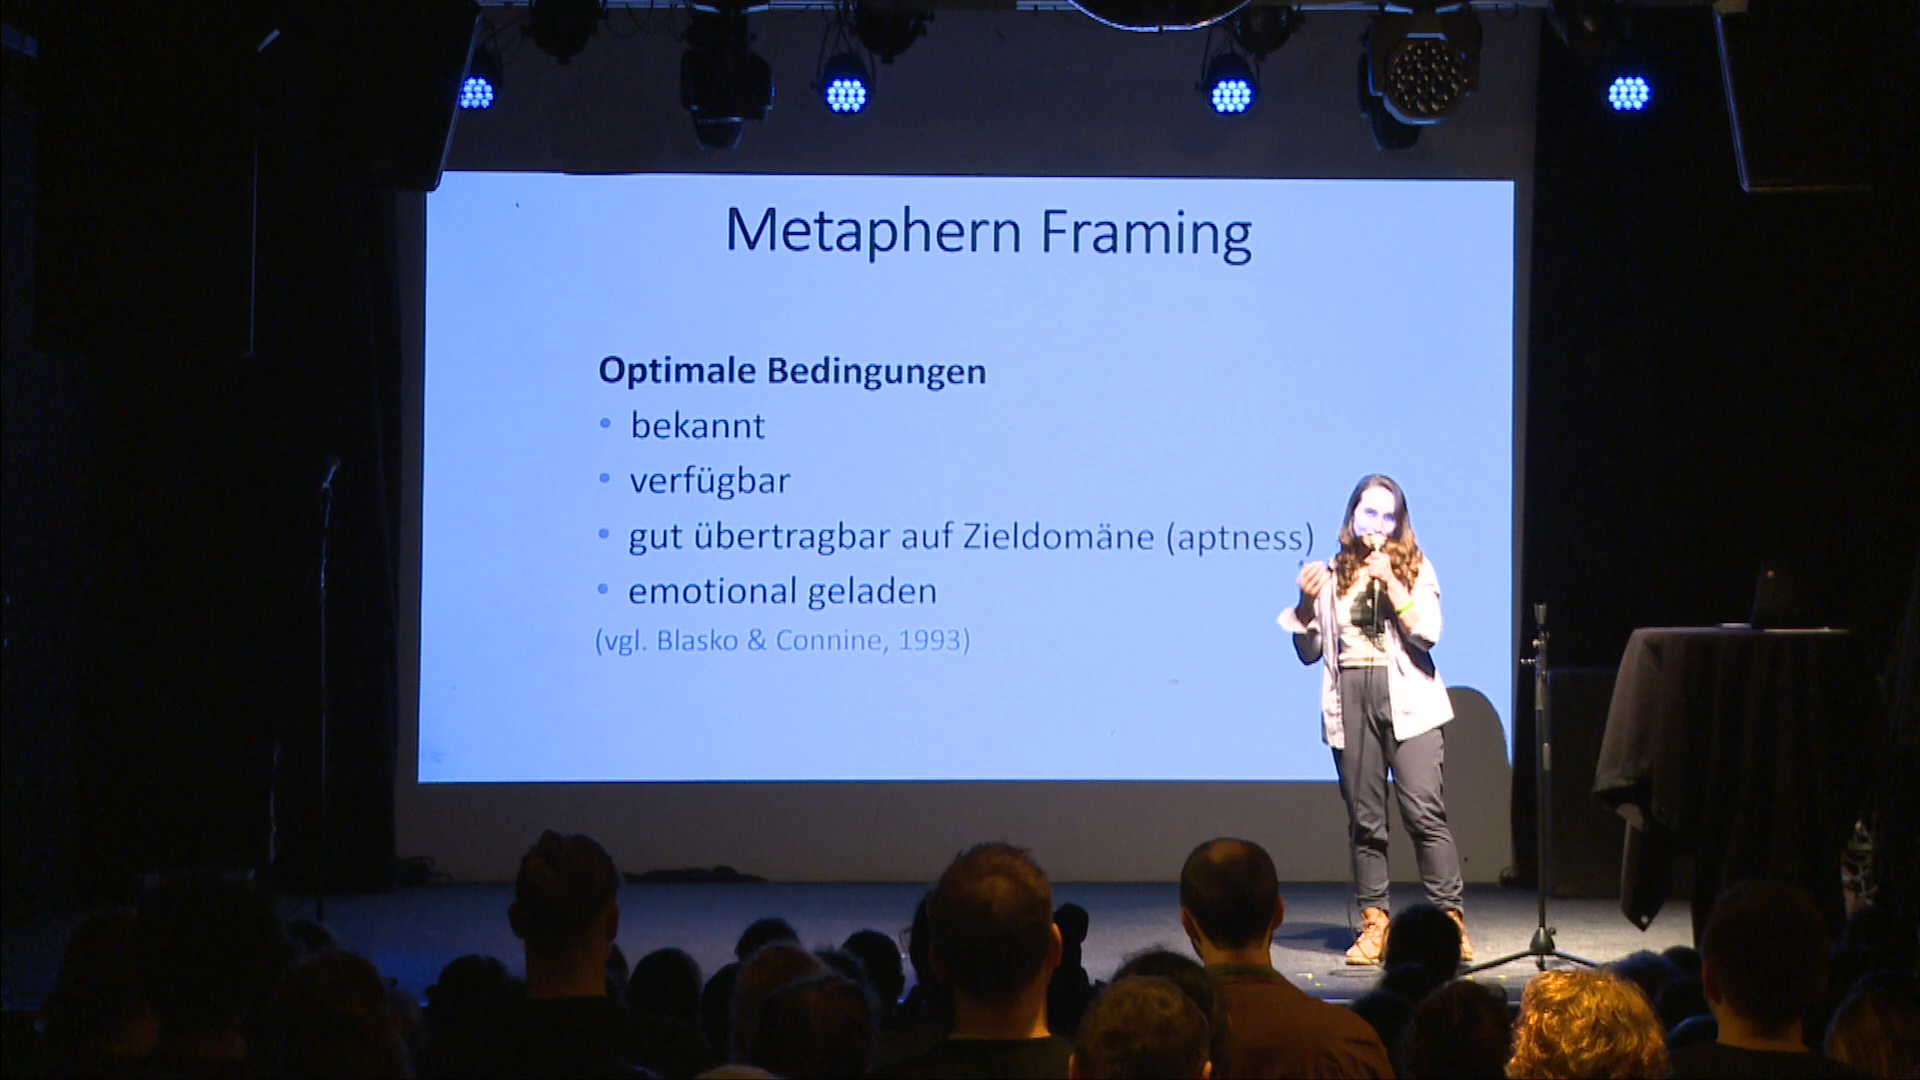 Metaphern Framing
Optimale Bedingungen
• bekannt
• verfügbar
• gut übertragbar auf Zieldomäne (aptness)
• emotional geladen
(vgl. Blasko & Connine, 1993)